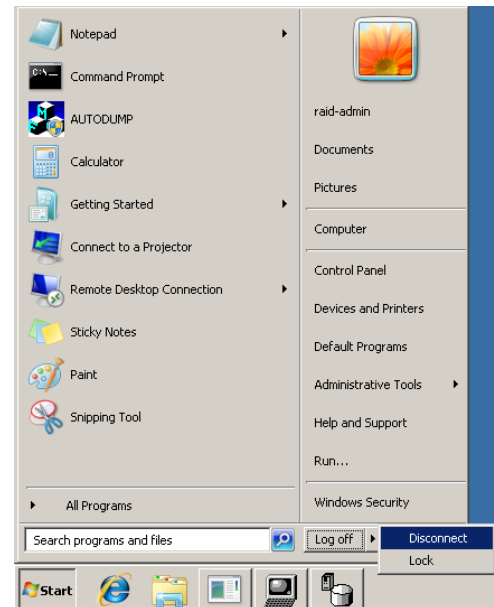 Notepad
C:\
Command Prompt
AUTODUMP
Calculator
Getting Started
Connect to a Projector
Remote Desktop Connection
Sticky Notes
Paint
Snipping Tool
All Programs
Search programs and files
raid-admin
Documents
Pictures
Computer
Control Panel
Devices and Printers
Default Programs
Administrative Tools
Help and Support
Run...
Windows Security
Log off
Disconnect
Lock
Start